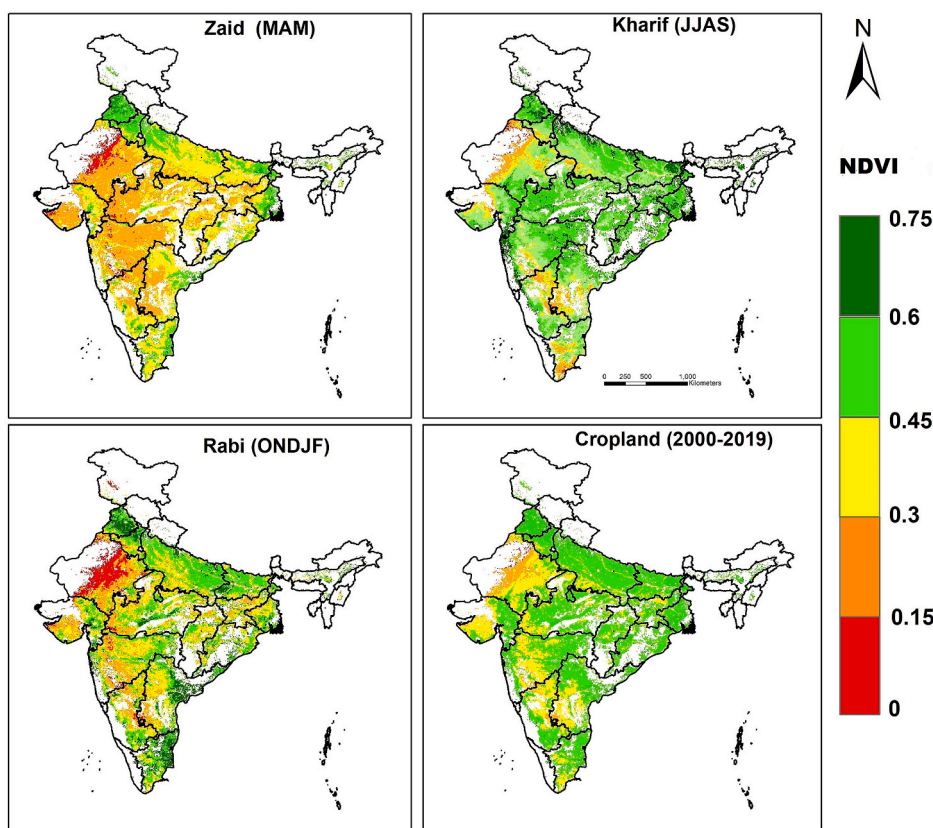 Zaid (MAM)
Kharif (JJAS)
N
NDVI
0.75
0.6
0.45
0.3
0.15
0
0 250 500 1,000
Kilometers
Rabi (ONDJF)
Cropland (2000-2019)